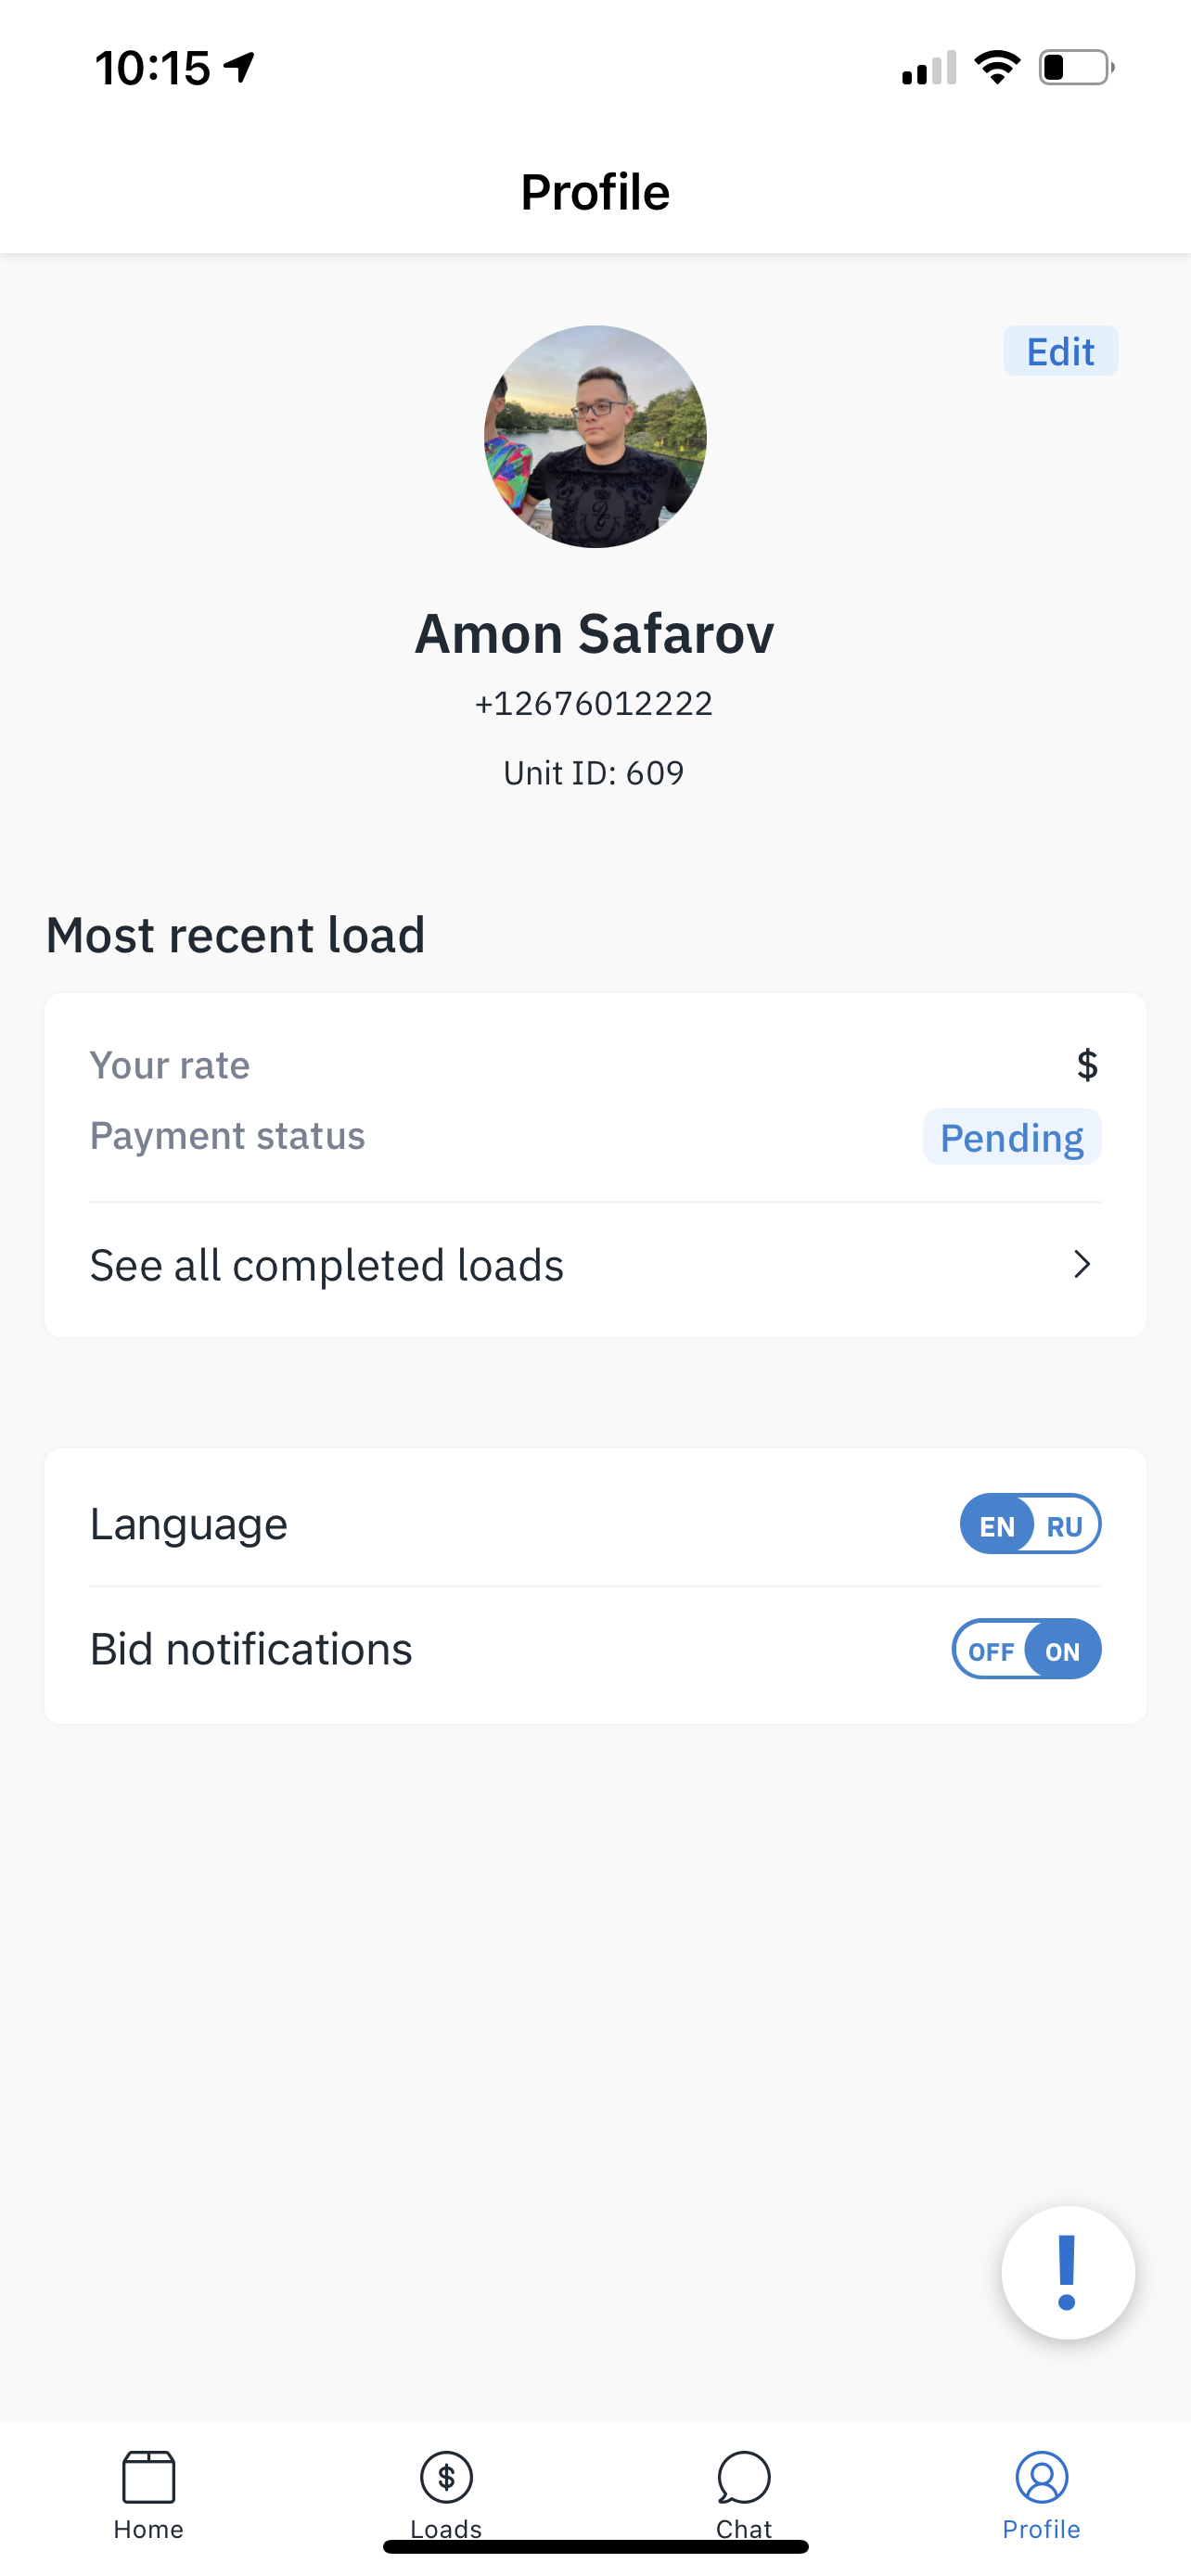 10:15
Profile
Edit
Amon Safarov
+12676012222
Unit ID: 609
Most recent load
Your rate $
Payment status Pending
See all completed loads
Language EN RU
Bid notifications OFF ON
!
$
Home Loads Chat Profile